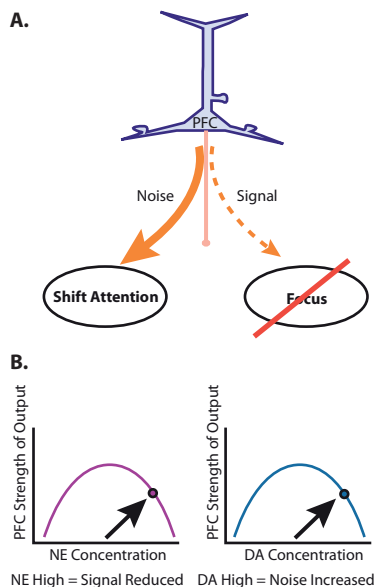 A.
PFC
Noise
Signal
Shift Attention
Focus
B.
PFC Strength of Output
NE Concentration
NE High = Signal Reduced
PFC Strength of Output
DA Concentration
DA High = Noise Increased